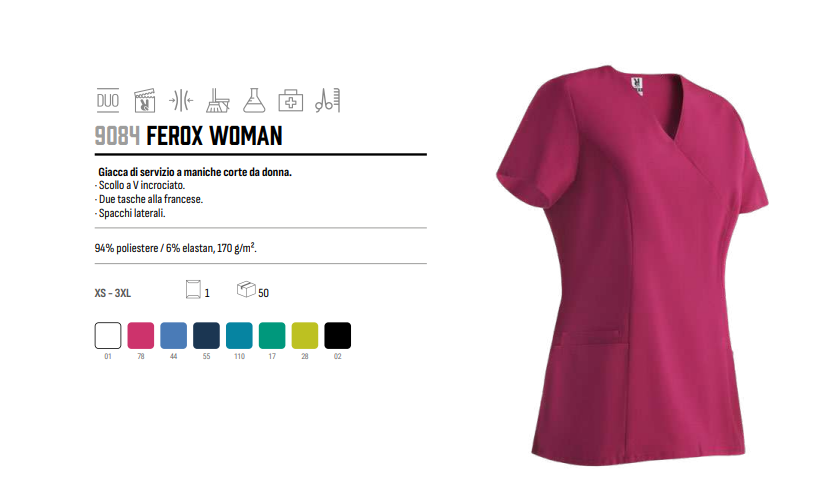 DUO
9084 FEROX WOMAN
Giacca di servizio a maniche corte da donna.
· Scollo a V incrociato.
· Due tasche alla francese.
· Spacchi laterali.
94% poliestere / 6% elastan, 170 g/m².
XS - 3XL 1 50
01 78 44 55 110 17 28 02